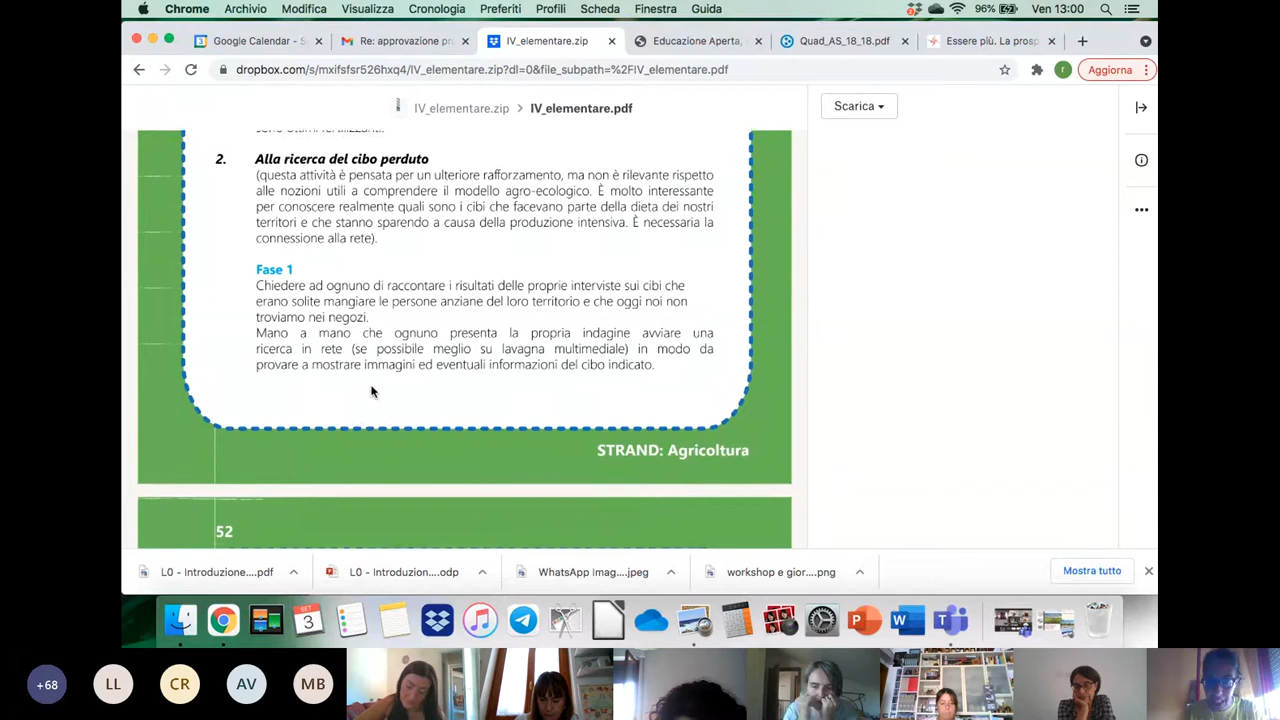 Chrome Archivio Modifica Visualizza Cronologia Preferiti Profili Scheda Finestra Guida 96% Ven 13:00
Google Calendar - S Re: approvazione pr IV_elementare.zip Educazione Aperta, Quad_AS_18_18.pdf Essere più. La prosp
dropbox.com/s/mxifsfsr526hxq4/IV_elementare.zip?dl=0&file_subpath=%2FIV_elementare.pdf Aggiorna
IV_elementare.zip > IV_elementare.pdf Scarica
2. Alla ricerca del cibo perduto
(questa attività è pensata per un ulteriore rafforzamento, ma non è rilevante rispetto
alle nozioni utili a comprendere il modello agro-ecologico. È molto interessante
per conoscere realmente quali sono i cibi che facevano parte della dieta dei nostri
territori e che stanno sparendo a causa della produzione intensiva. È necessaria la
connessione alla rete).
Fase 1
Chiedere ad ognuno di raccontare i risultati delle proprie interviste sui cibi che
erano solite mangiare le persone anziane del loro territorio e che oggi noi non
troviamo nei negozi.
Mano a mano che ognuno presenta la propria indagine avviare una
ricerca in rete (se possibile meglio su lavagna multimediale) in modo da
provare a mostrare immagini ed eventuali informazioni del cibo indicato.
STRAND: Agricoltura
52
L0 - Introduzione....pdf L0 - Introduzion....odp WhatsApp Imag....jpeg workshop e gior....png Mostra tutto
SET
3
+68 LL CR AV MB